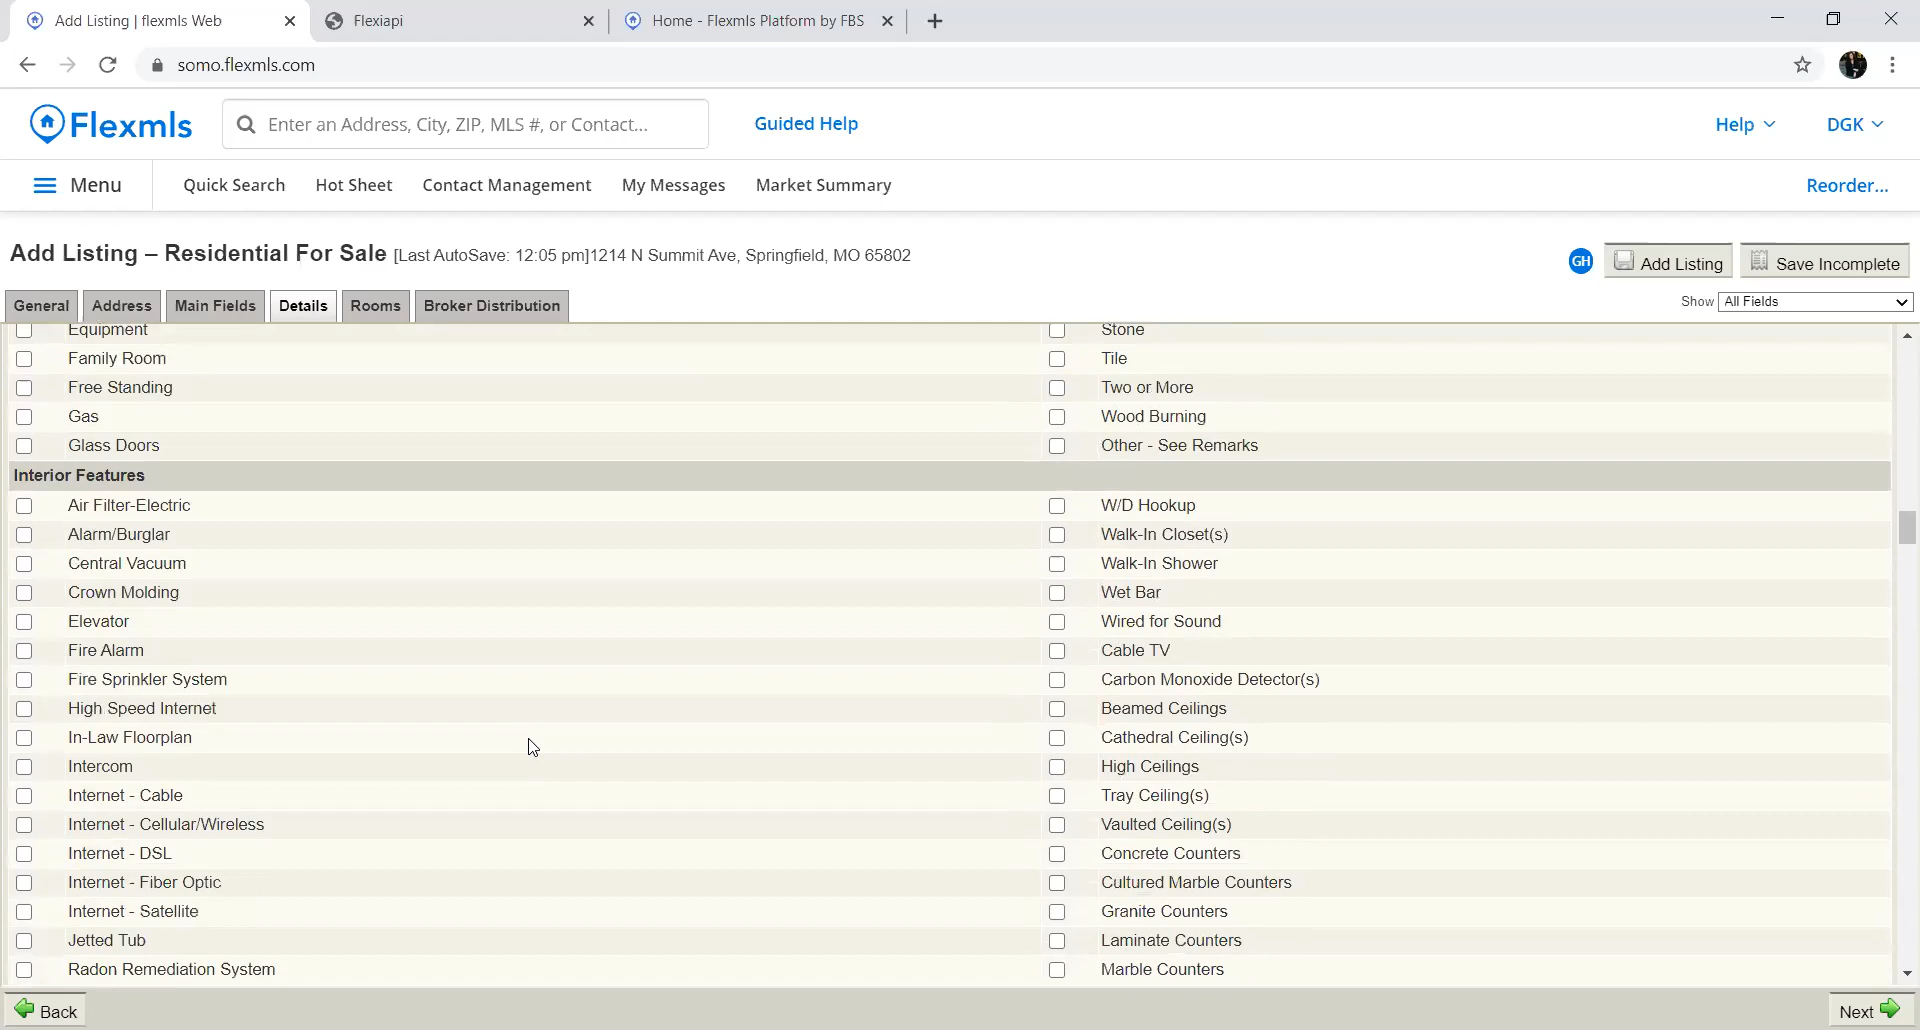 Add Listing | flexmls Web
Flexiapi
Home - Flexmls Platform by FBS
somo.flexmls.com
Flexmls
Enter an Address, City, ZIP, MLS #, or Contact...
Guided Help
Help
DGK
Menu
Quick Search
Hot Sheet
Contact Management
My Messages
Market Summary
Reorder...
Add Listing – Residential For Sale [Last AutoSave: 12:05 pm]1214 N Summit Ave, Springfield, MO 65802
GH
Add Listing
Save Incomplete
General
Address
Main Fields
Details
Rooms
Broker Distribution
Show All Fields
Equipment
Stone
Family Room
Tile
Free Standing
Two or More
Gas
Wood Burning
Glass Doors
Other - See Remarks
Interior Features
Air Filter-Electric
W/D Hookup
Alarm/Burglar
Walk-In Closet(s)
Central Vacuum
Walk-In Shower
Crown Molding
Wet Bar
Elevator
Wired for Sound
Fire Alarm
Cable TV
Fire Sprinkler System
Carbon Monoxide Detector(s)
High Speed Internet
Beamed Ceilings
In-Law Floorplan
Cathedral Ceiling(s)
Intercom
High Ceilings
Internet - Cable
Tray Ceiling(s)
Internet - Cellular/Wireless
Vaulted Ceiling(s)
Internet - DSL
Concrete Counters
Internet - Fiber Optic
Cultured Marble Counters
Internet - Satellite
Granite Counters
Jetted Tub
Laminate Counters
Radon Remediation System
Marble Counters
Back
Next